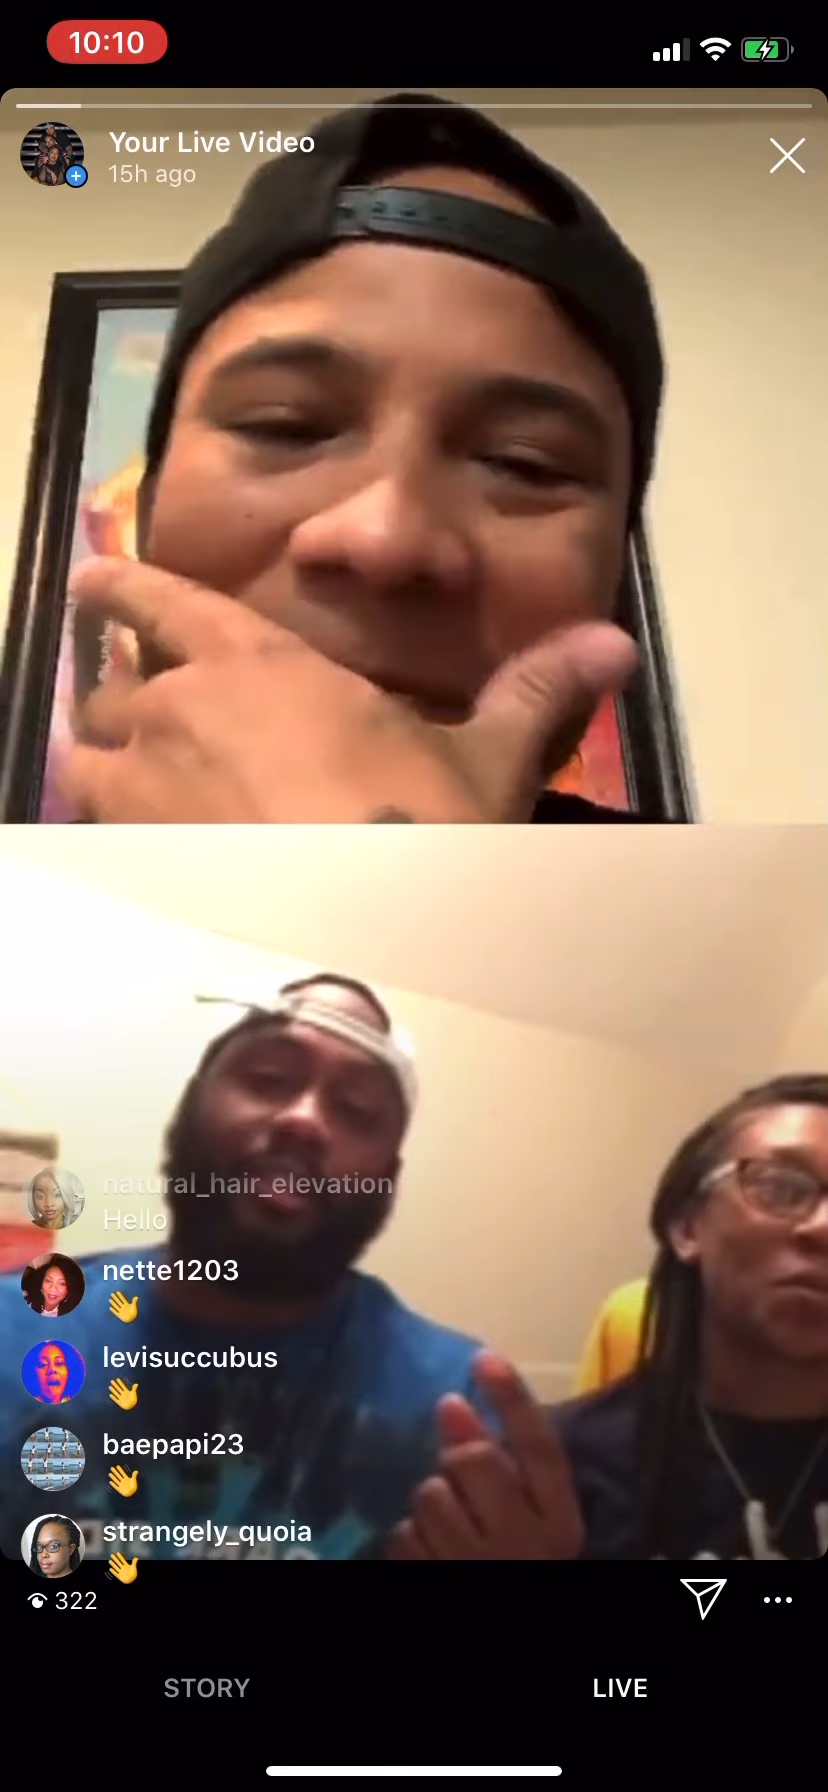 10:10
Your Live Video
15h ago
natural_hair_elevation
Hello
nette1203
👋
levisuccubus
👋
baepapi23
👋
strangely_quoia
👋
322
STORY
LIVE